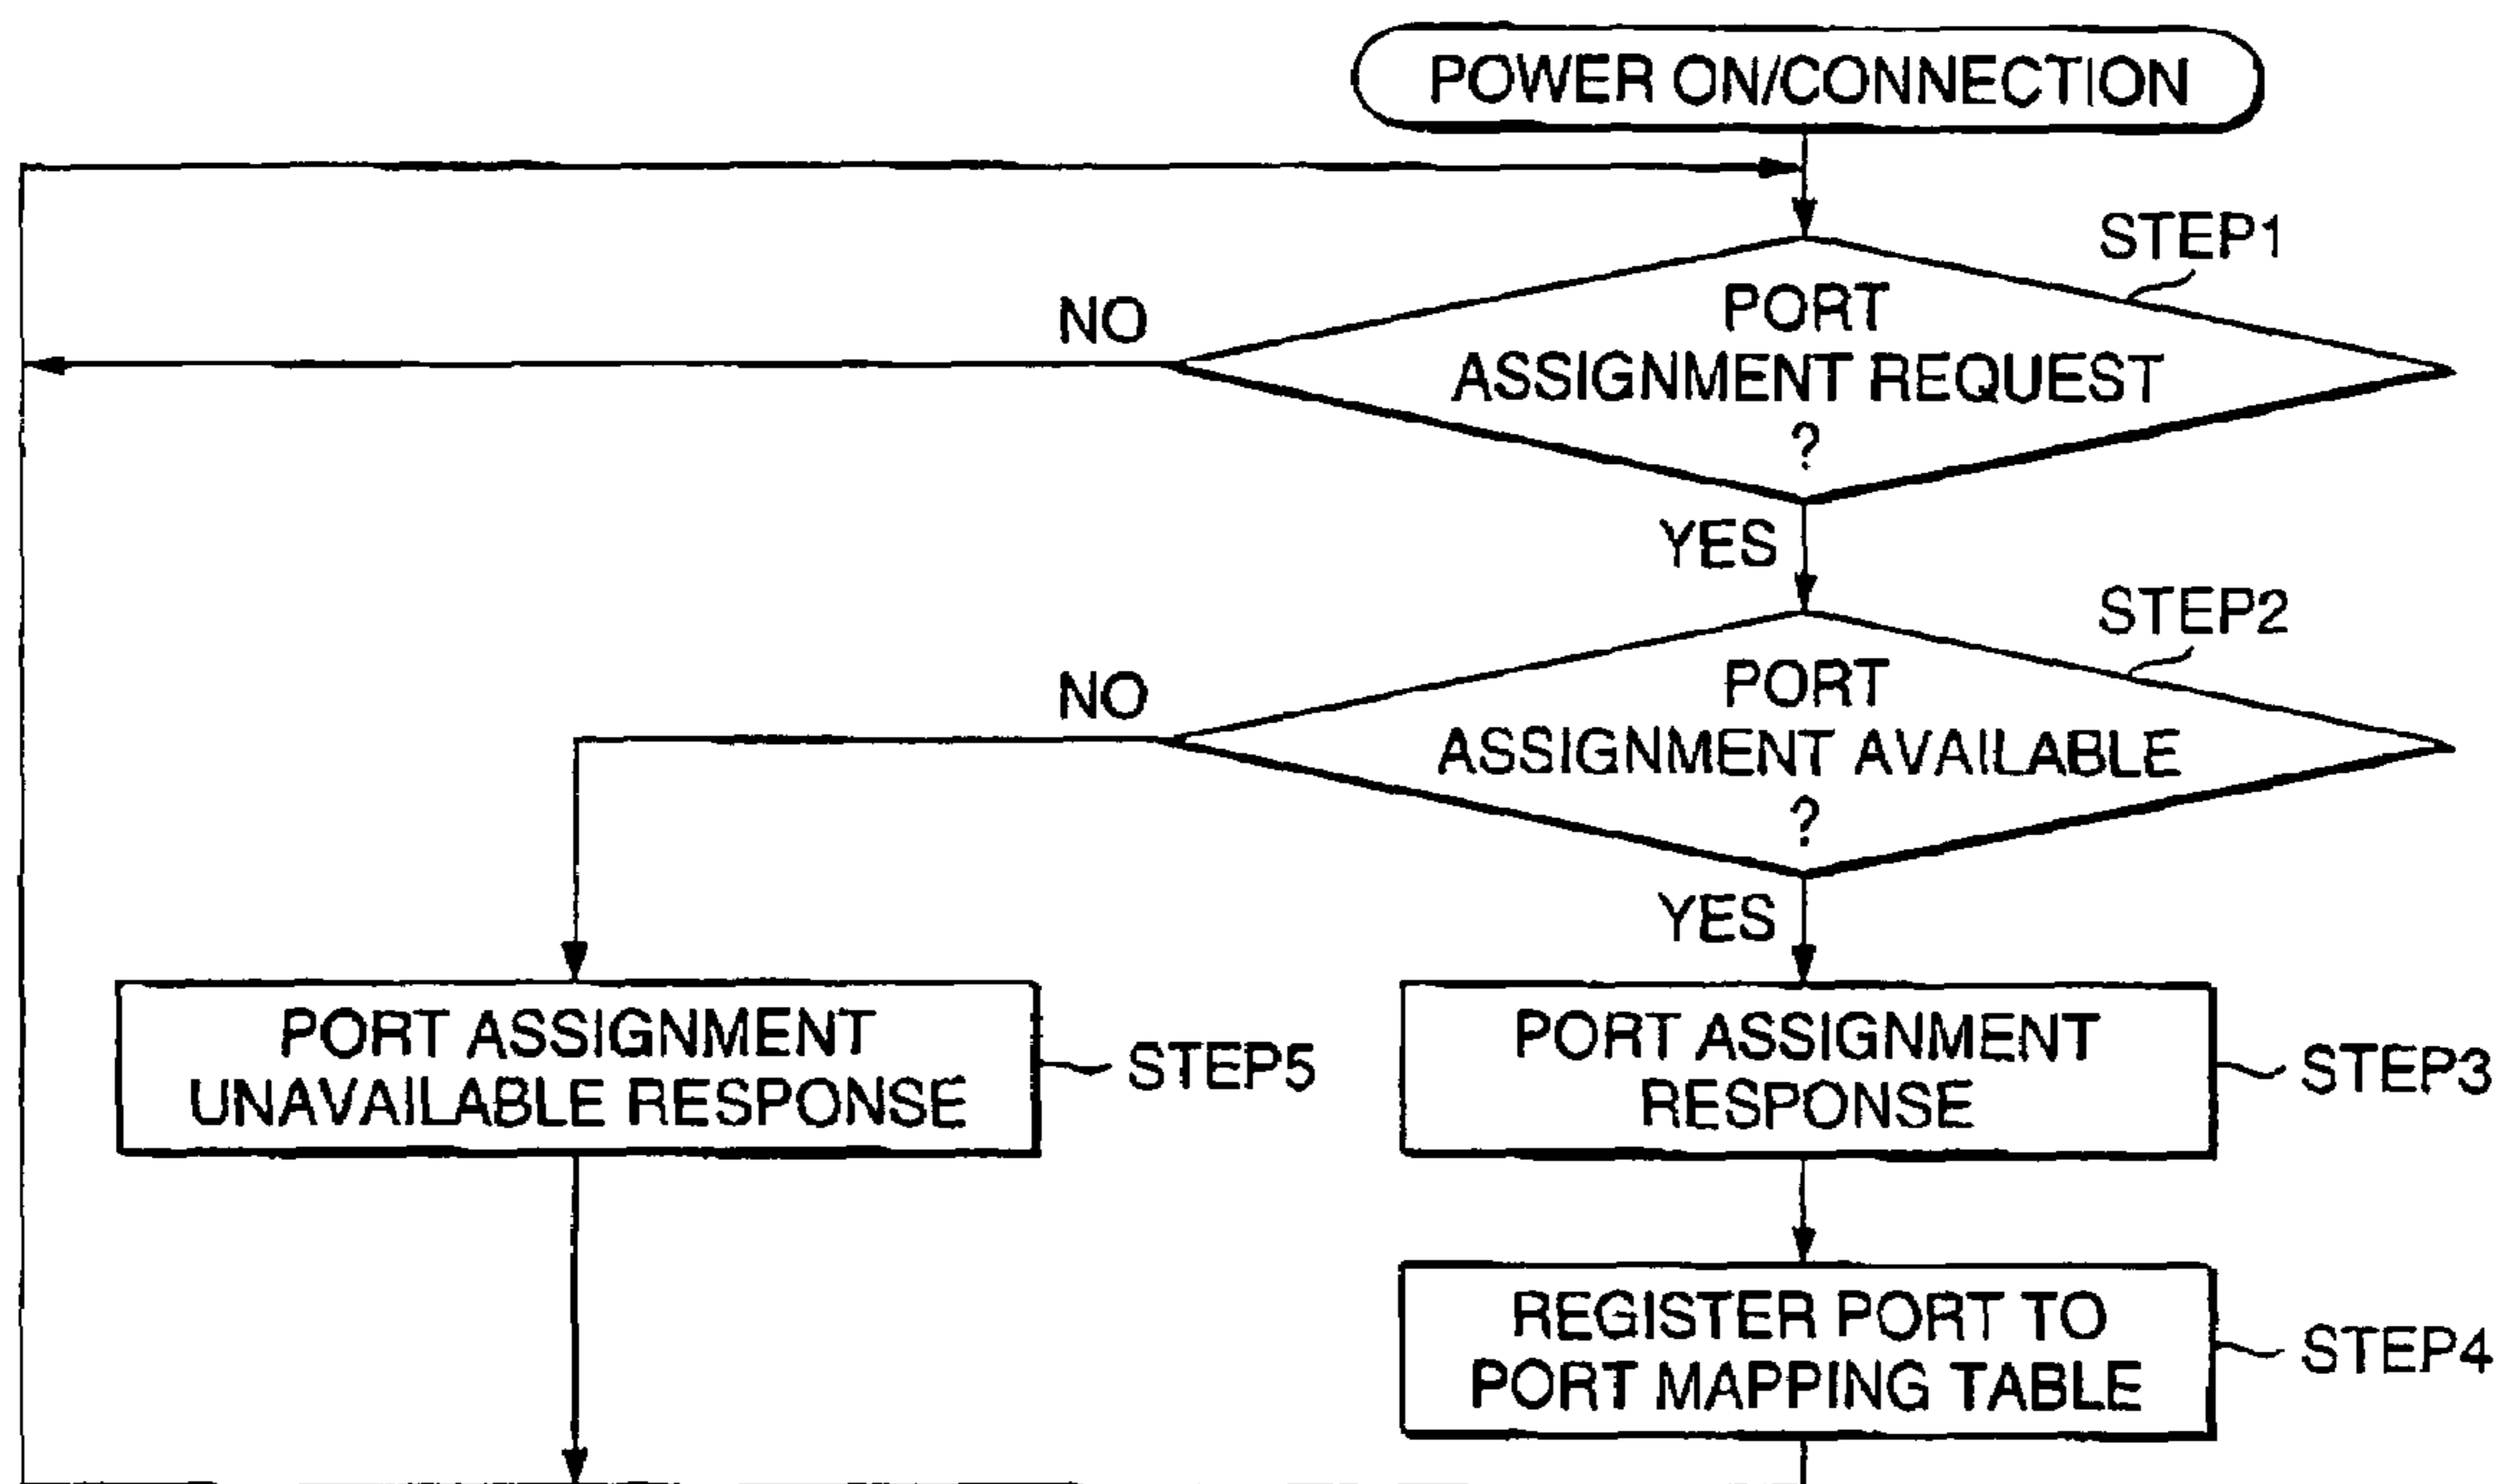 POWER ON/CONNECTION
STEP1
NO
PORT
ASSIGNMENT REQUEST
?
YES
STEP2
NO
PORT
ASSIGNMENT AVAILABLE
?
YES
PORT ASSIGNMENT
UNAVAILABLE RESPONSE
STEP5
PORT ASSIGNMENT
RESPONSE
STEP3
REGISTER PORT TO
PORT MAPPING TABLE
STEP4